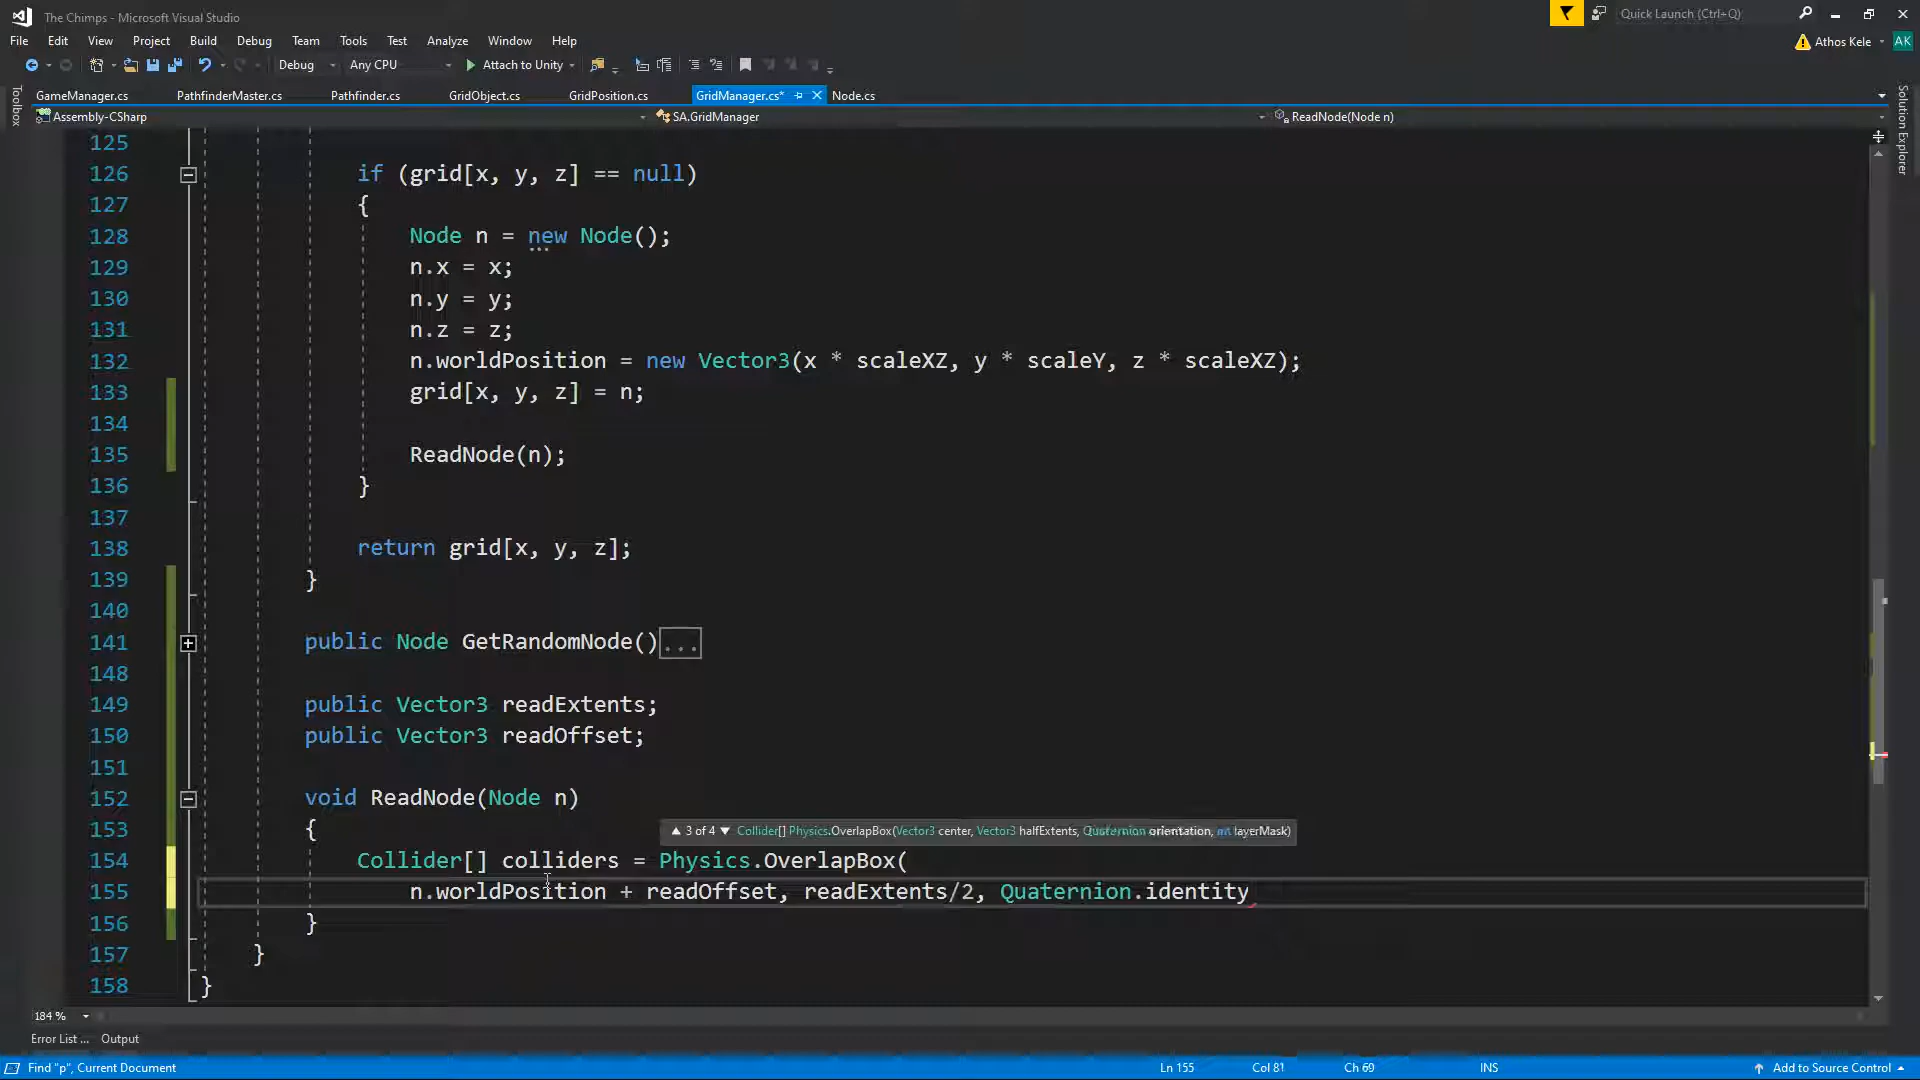 The Chimps - Microsoft Visual Studio
Quick Launch (Ctrl+Q)
File Edit View Project Build Debug Team Tools Test Analyze Window Help
Athos Kele AK
Debug Any CPU Attach to Unity
Toolbox
GameManager.cs PathfinderMaster.cs Pathfinder.cs GridObject.cs GridPosition.cs GridManager.cs* Node.cs
Solution Explorer
Assembly-CSharp SA.GridManager ReadNode(Node n)
125
126 if (grid[x, y, z] == null)
127 {
128 Node n = new Node();
129 n.x = x;
130 n.y = y;
131 n.z = z;
132 n.worldPosition = new Vector3(x * scaleXZ, y * scaleY, z * scaleXZ);
133 grid[x, y, z] = n;
134
135 ReadNode(n);
136 }
137
138 return grid[x, y, z];
139 }
140
141 public Node GetRandomNode()...
148
149 public Vector3 readExtents;
150 public Vector3 readOffset;
151
152 void ReadNode(Node n)
153 {
▲ 3 of 4 ▼ Collider[] Physics.OverlapBox(Vector3 center, Vector3 halfExtents, Quaternion orientation, int layerMask)
154 Collider[] colliders = Physics.OverlapBox(
155 n.worldPosition + readOffset, readExtents/2, Quaternion.identity
156 }
157 }
158 }
184 %
Error List ... Output
Find "p", Current Document Ln 155 Col 81 Ch 69 INS Add to Source Control